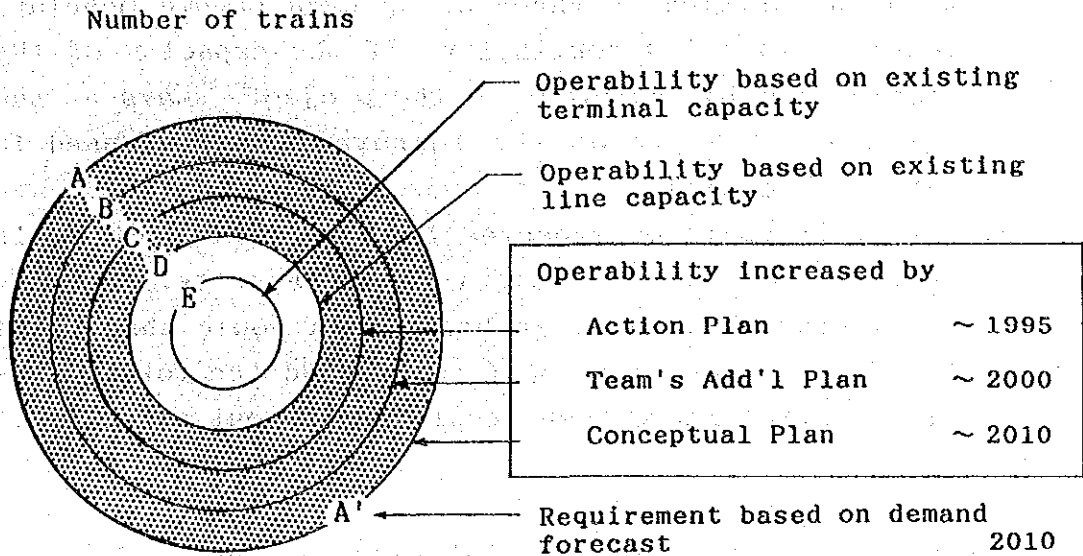 Number of trains
Operability based on existing
terminal capacity
Operability based on existing
line capacity
A
B
C
D
E
Operability increased by
Action Plan ~ 1995
Team's Add'l Plan ~ 2000
Conceptual Plan ~ 2010
A'
Requirement based on demand
forecast 2010